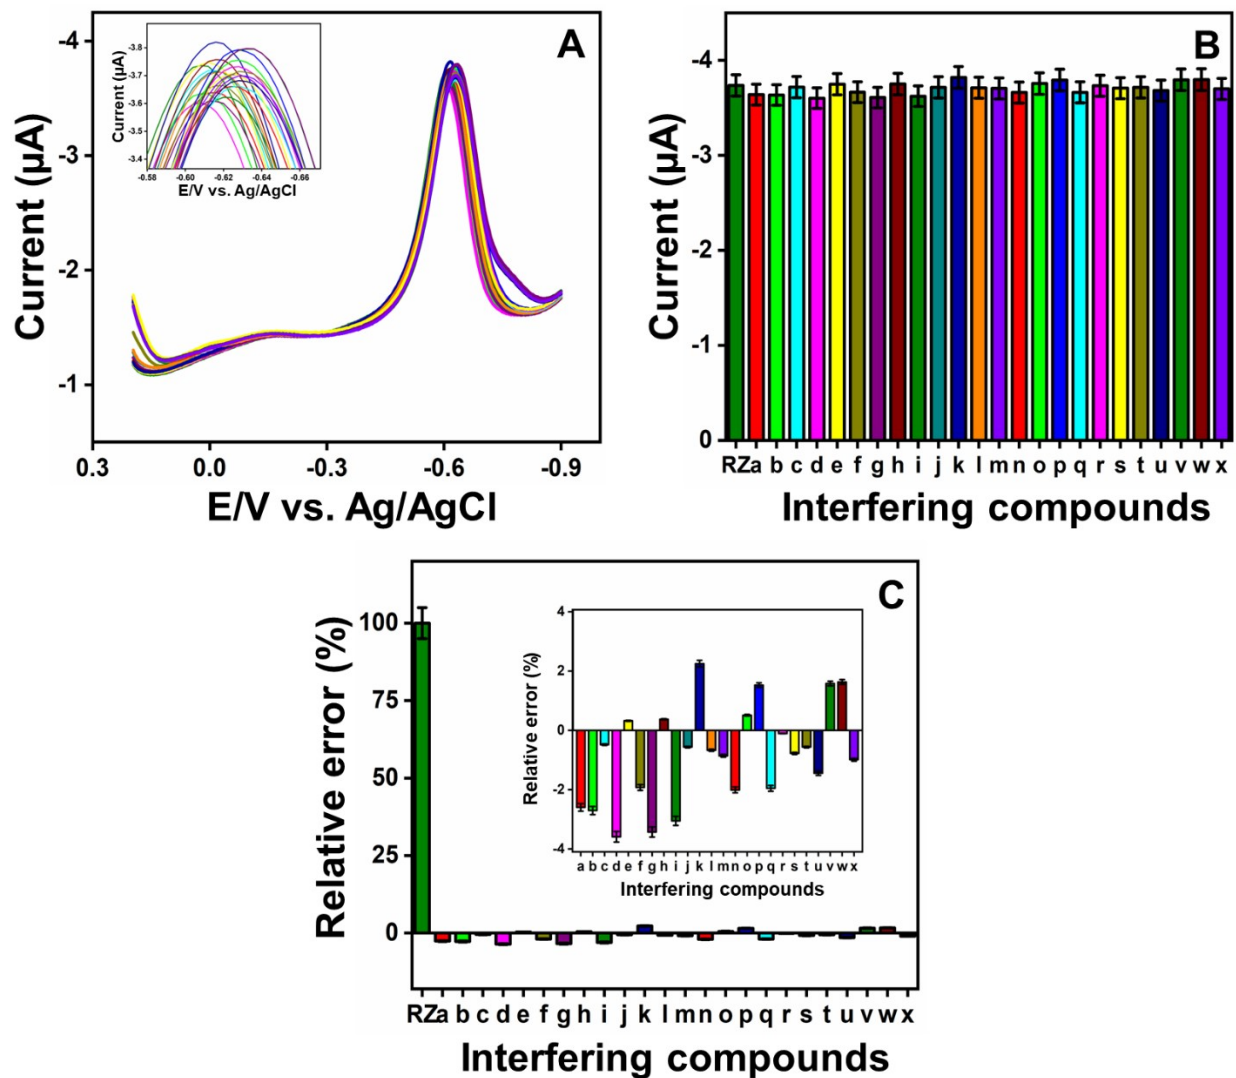 A
Current (µA)
-4
-3
-2
-1
0.3 0.0 -0.3 -0.6 -0.9
E/V vs. Ag/AgCl
Current (µA)
-3.8
-3.7
-3.6
-3.5
-3.4
-0.58 -0.60 -0.62 -0.64 -0.66
E/V vs. Ag/AgCl
B
Current (µA)
-4
-3
-2
-1
0
RZ a b c d e f g h i j k l m n o p q r s t u v w x
Interfering compounds
C
Relative error (%)
100
75
50
25
0
RZ a b c d e f g h i j k l m n o p q r s t u v w x
Interfering compounds
Relative error (%)
4
2
0
-2
-4
a b c d e f g h i j k l m n o p q r s t u v w x
Interfering compounds